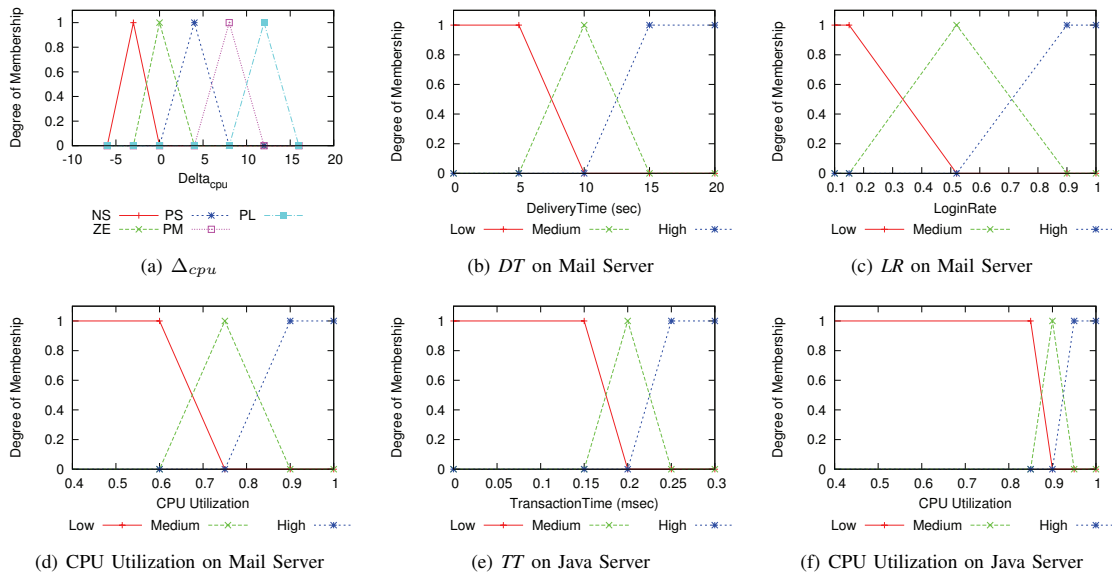 Degree of Membership
1
0.8
0.6
0.4
0.2
0
-10 -5 0 5 10 15 20
Delta_cpu
NS PS PL
ZE PM
(a) Δ_cpu
Degree of Membership
1
0.8
0.6
0.4
0.2
0
0 5 10 15 20
DeliveryTime (sec)
Low Medium High
(b) DT on Mail Server
Degree of Membership
1
0.8
0.6
0.4
0.2
0
0.1 0.2 0.3 0.4 0.5 0.6 0.7 0.8 0.9 1
LoginRate
Low Medium High
(c) LR on Mail Server
Degree of Membership
1
0.8
0.6
0.4
0.2
0
0.4 0.5 0.6 0.7 0.8 0.9 1
CPU Utilization
Low Medium High
(d) CPU Utilization on Mail Server
Degree of Membership
1
0.8
0.6
0.4
0.2
0
0 0.05 0.1 0.15 0.2 0.25 0.3
TransactionTime (msec)
Low Medium High
(e) TT on Java Server
Degree of Membership
1
0.8
0.6
0.4
0.2
0
0.4 0.5 0.6 0.7 0.8 0.9 1
CPU Utilization
Low Medium High
(f) CPU Utilization on Java Server